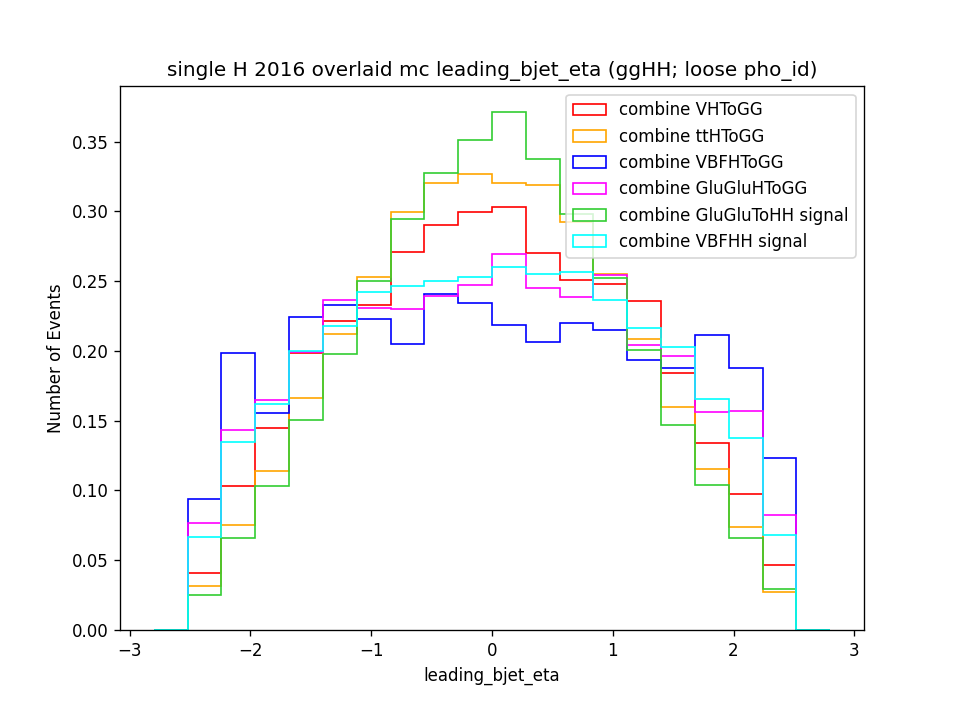 single H 2016 overlaid mc leading_bjet_eta (ggHH; loose pho_id)
combine VHToGG
combine ttHToGG
combine VBFHToGG
combine GluGluHToGG
combine GluGluToHH signal
combine VBFHH signal
Number of Events
0.35
0.30
0.25
0.20
0.15
0.10
0.05
0.00
−3
−2
−1
0
1
2
3
leading_bjet_eta